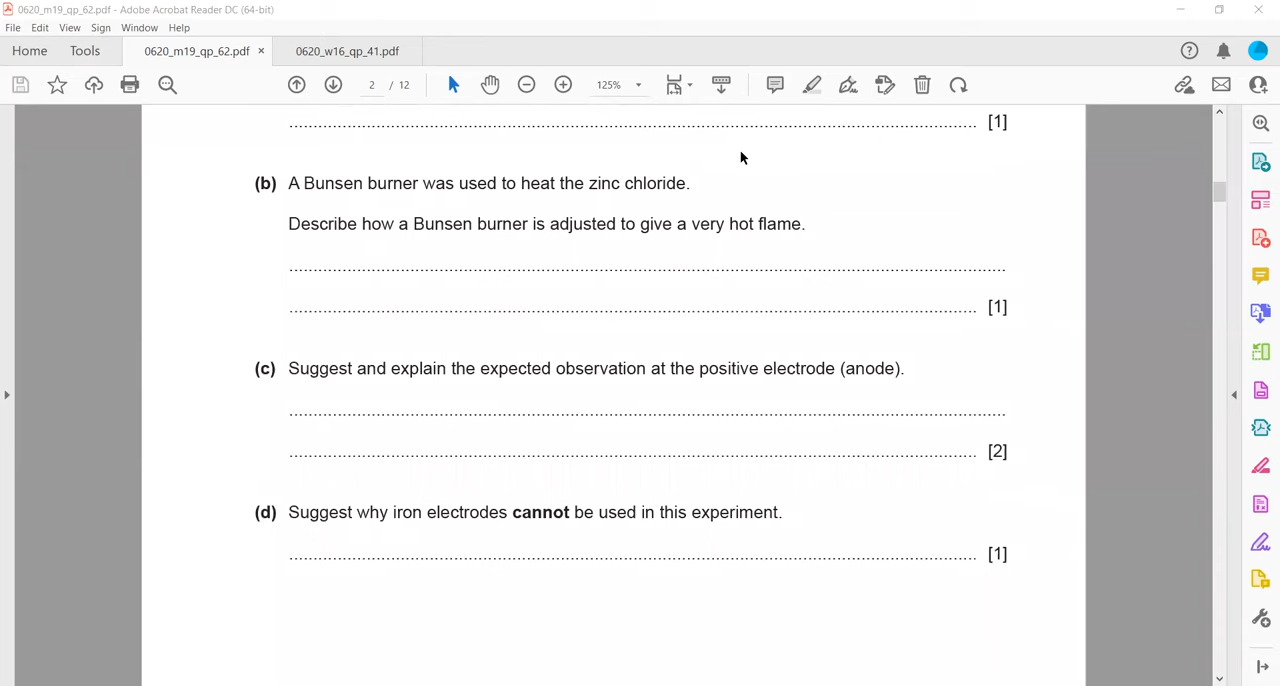 0620_m19_qp_62.pdf - Adobe Acrobat Reader DC (64-bit)
File Edit View Sign Window Help
Home Tools 0620_m19_qp_62.pdf × 0620_w16_qp_41.pdf
2 / 12 125%
.......... [1]
(b) A Bunsen burner was used to heat the zinc chloride.
Describe how a Bunsen burner is adjusted to give a very hot flame.
..........
.......... [1]
(c) Suggest and explain the expected observation at the positive electrode (anode).
..........
.......... [2]
(d) Suggest why iron electrodes cannot be used in this experiment.
.......... [1]